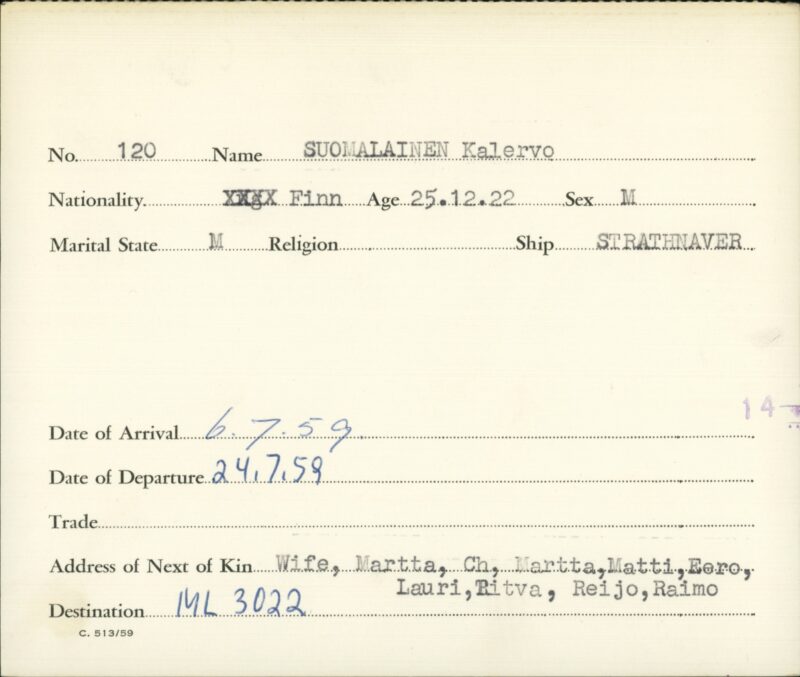 No. 120 Name SUOMALAINEN Kalervo
Nationality. Finn Age 25.12.22 Sex M
Marital State M Religion Ship STRATHNAVER
14
Date of Arrival 6.7.59.
Date of Departure 24.7.59
Trade
Address of Next of Kin Wife, Martta, Ch, Martta,Matti,Eero,
Lauri,Ritva, Reijo,Raimo
Destination ML 3022
C. 513/59